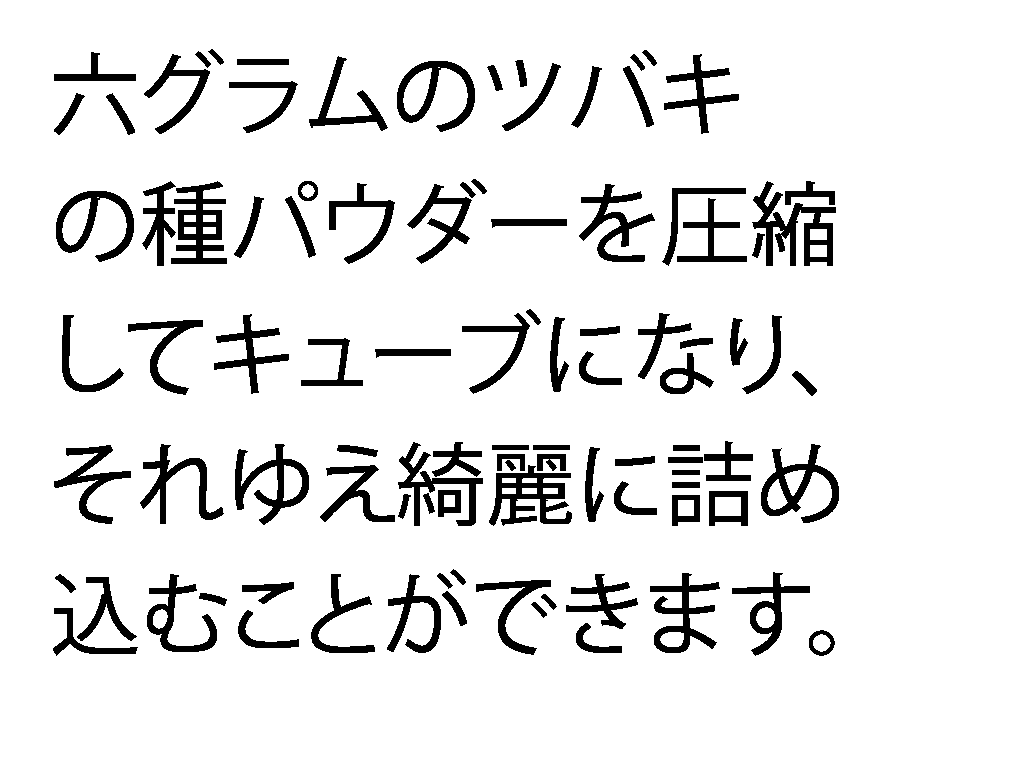 六グラムのツバキ
の種パウダーを圧縮
してキューブになり、
それゆえ綺麗に詰め
込むことができます。